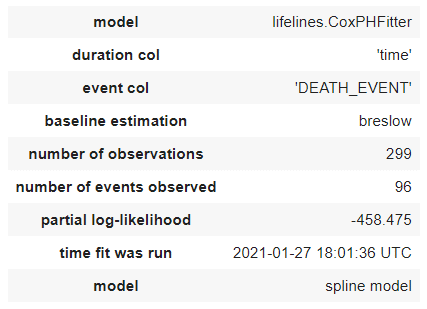 model lifelines.CoxPHFitter
duration col 'time'
event col 'DEATH_EVENT'
baseline estimation breslow
number of observations 299
number of events observed 96
partial log-likelihood -458.475
time fit was run 2021-01-27 18:01:36 UTC
model spline model